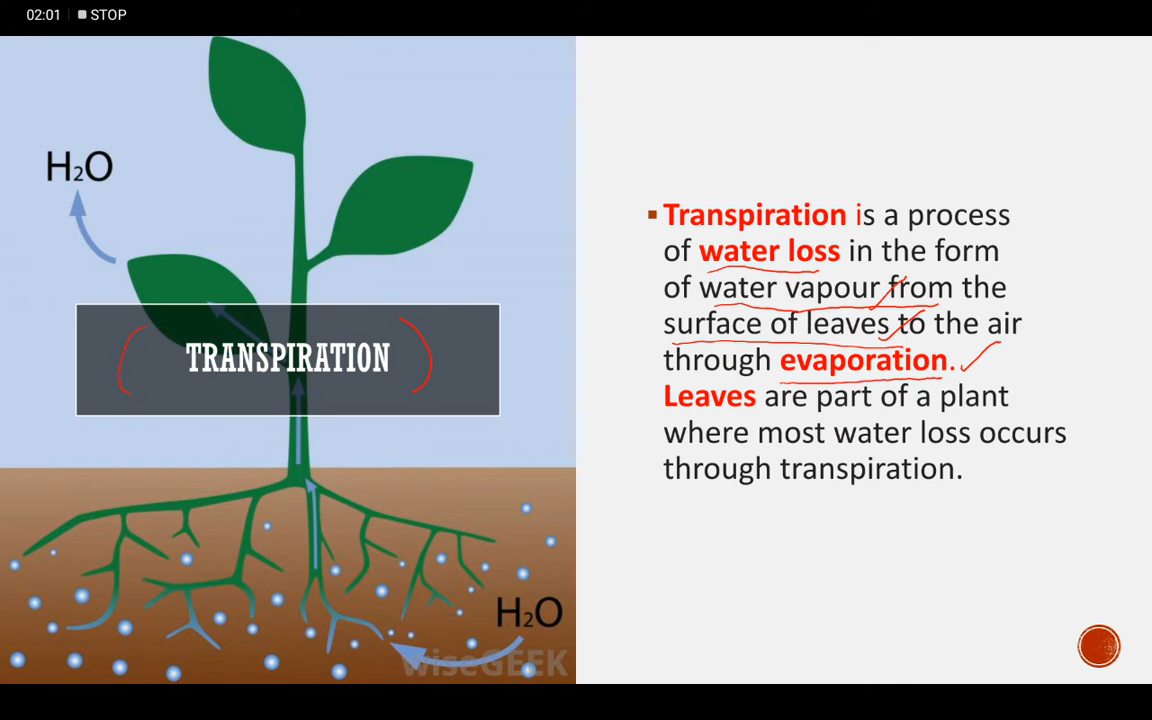 02:01 STOP
H₂O
TRANSPIRATION
H₂O
wiseGEEK
▪ Transpiration is a process
of water loss in the form
of water vapour from the
surface of leaves to the air
through evaporation.
Leaves are part of a plant
where most water loss occurs
through transpiration.